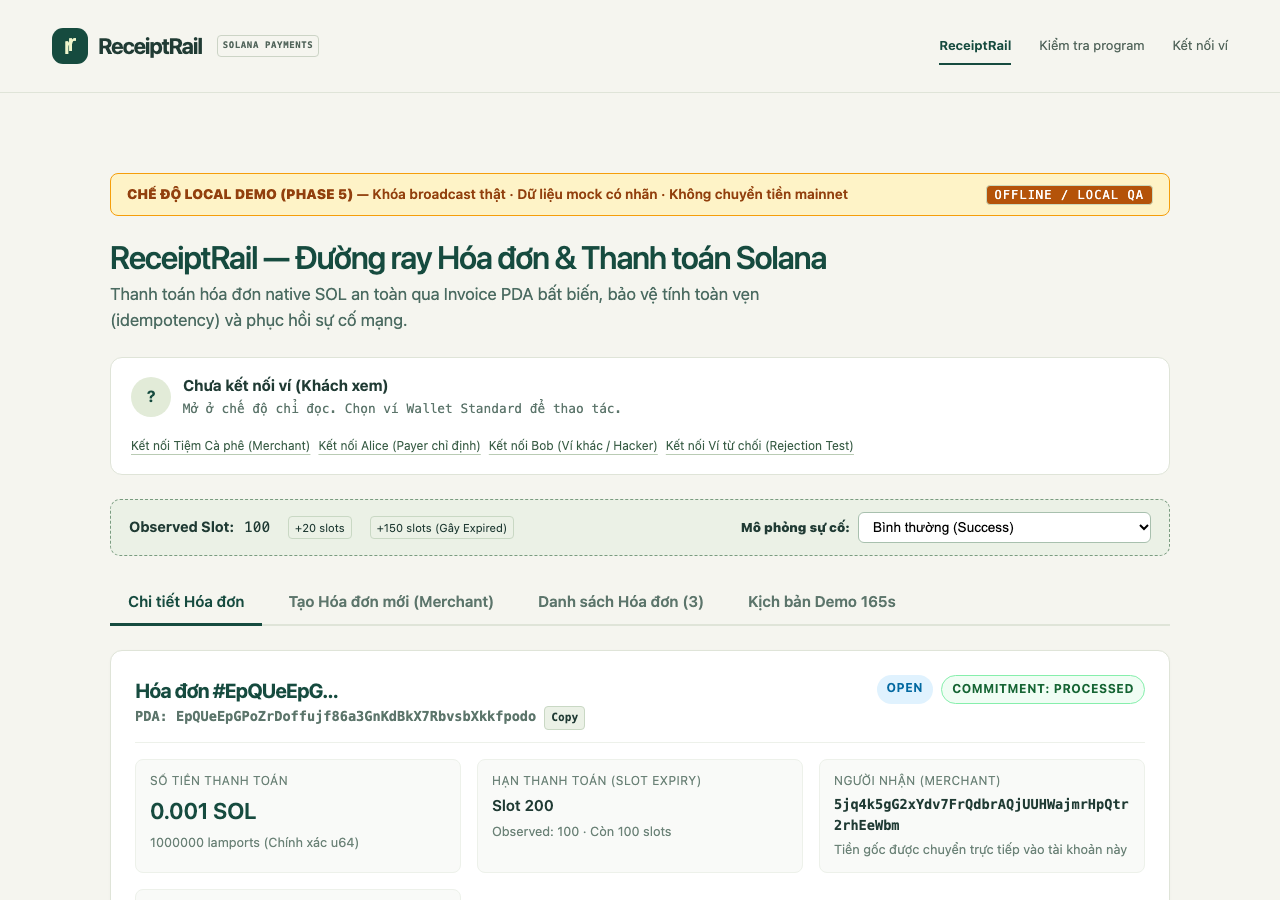 ReceiptRail SOLANA PAYMENTS
ReceiptRail Kiểm tra program Kết nối ví
CHẾ ĐỘ LOCAL DEMO (PHASE 5) — Khóa broadcast thật · Dữ liệu mock có nhãn · Không chuyển tiền mainnet OFFLINE / LOCAL QA
ReceiptRail — Đường ray Hóa đơn & Thanh toán Solana
Thanh toán hóa đơn native SOL an toàn qua Invoice PDA bất biến, bảo vệ tính toàn vẹn
(idempotency) và phục hồi sự cố mạng.
?
Chưa kết nối ví (Khách xem)
Mở ở chế độ chỉ đọc. Chọn ví Wallet Standard để thao tác.
Kết nối Tiệm Cà phê (Merchant) Kết nối Alice (Payer chỉ định) Kết nối Bob (Ví khác / Hacker) Kết nối Ví từ chối (Rejection Test)
Observed Slot: 100 +20 slots +150 slots (Gây Expired) Mô phỏng sự cố: Bình thường (Success)
Chi tiết Hóa đơn Tạo Hóa đơn mới (Merchant) Danh sách Hóa đơn (3) Kịch bản Demo 165s
Hóa đơn #EpQUeEpG...
OPEN COMMITMENT: PROCESSED
PDA: EpQUeEpGPoZrDoffujf86a3GnKdBkX7RbvsbXkkfpodo Copy
SỐ TIỀN THANH TOÁN
0.001 SOL
1000000 lamports (Chính xác u64)
HẠN THANH TOÁN (SLOT EXPIRY)
Slot 200
Observed: 100 · Còn 100 slots
NGƯỜI NHẬN (MERCHANT)
5jq4k5gG2xYdv7FrQdbrAQjUUHWajmrHpQtr
2rhEeWbm
Tiền gốc được chuyển trực tiếp vào tài khoản này